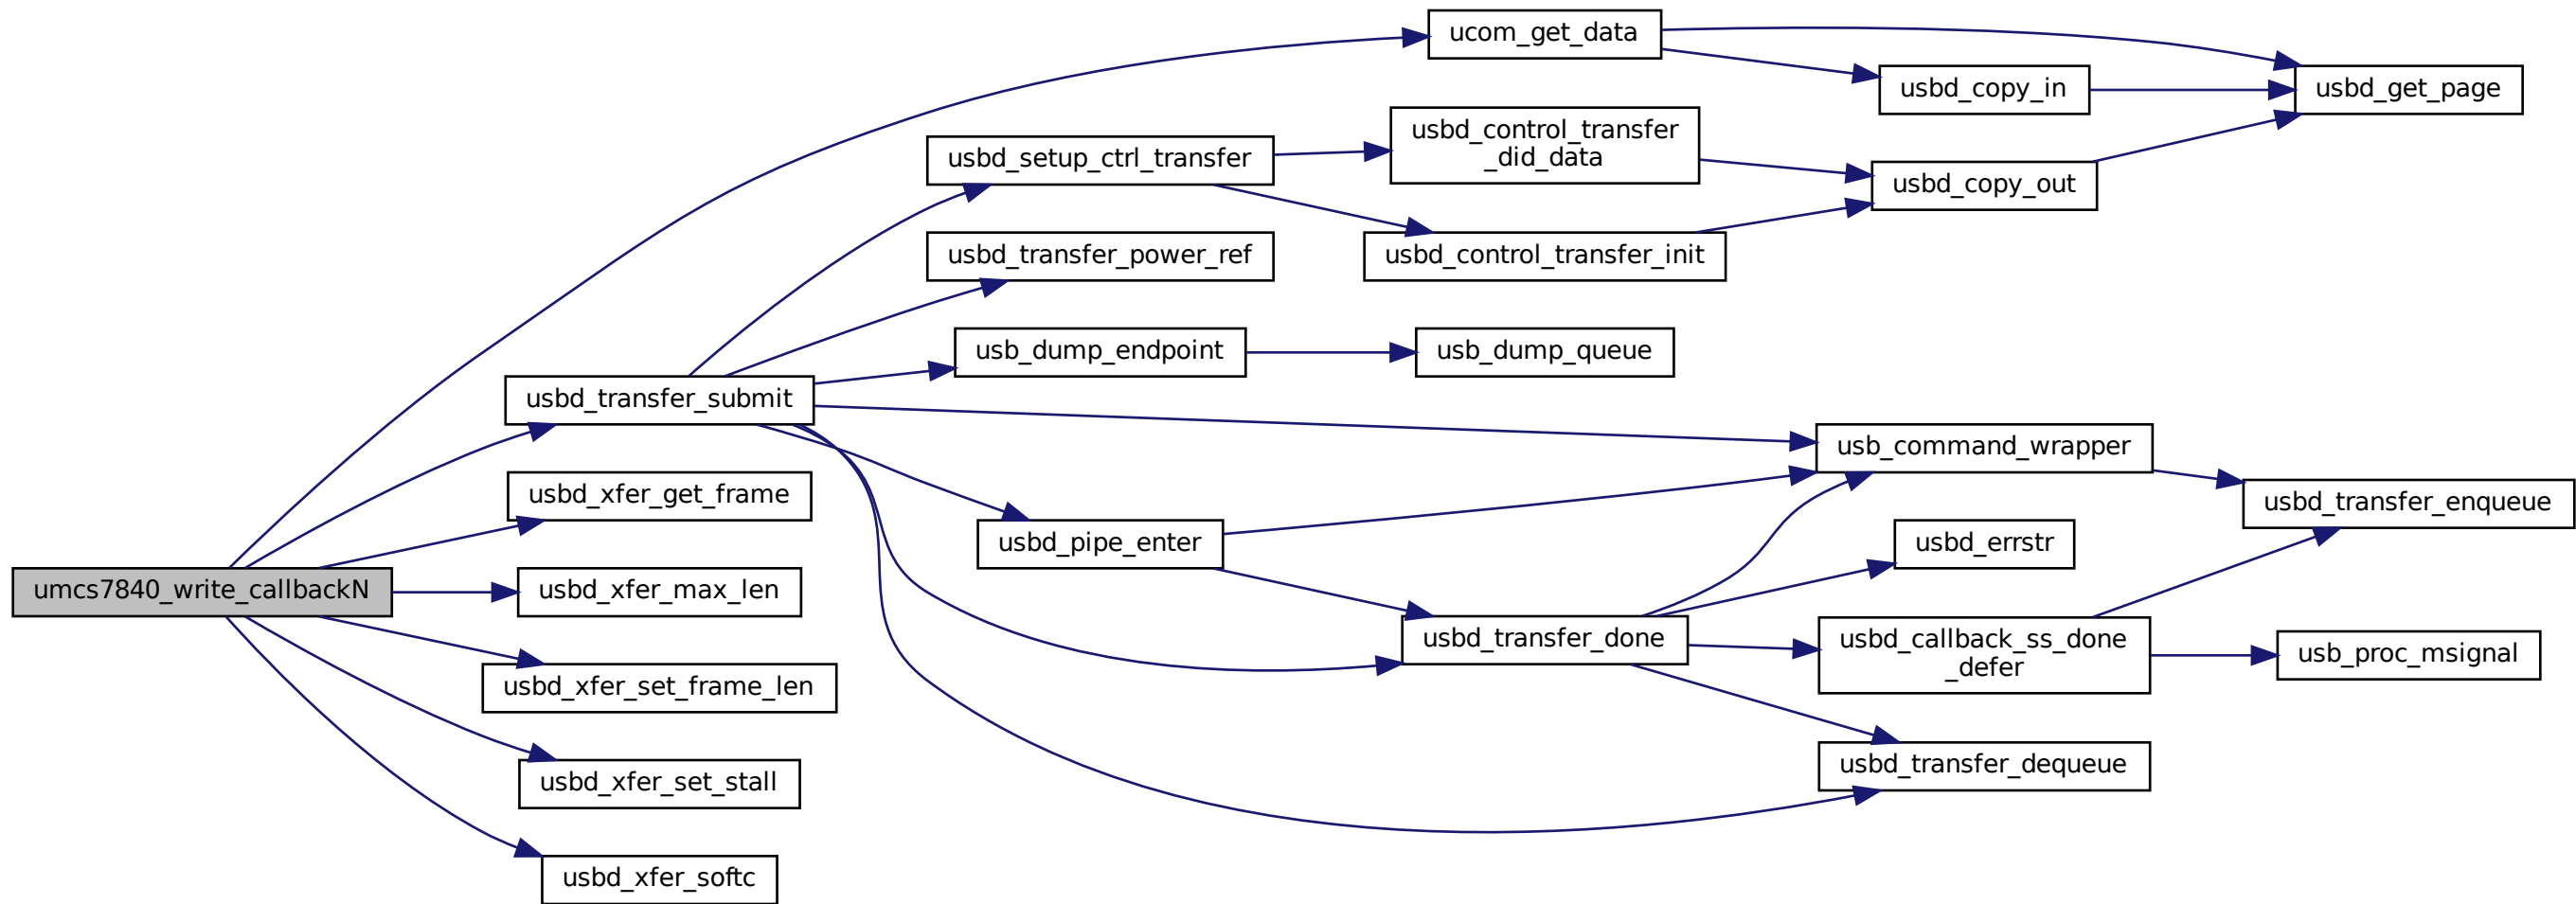 ucom_get_data
usbd_copy_in
usbd_get_page
usbd_control_transfer
_did_data
usbd_setup_ctrl_transfer
usbd_copy_out
usbd_transfer_power_ref
usbd_control_transfer_init
usb_dump_endpoint
usb_dump_queue
usbd_transfer_submit
usb_command_wrapper
usbd_xfer_get_frame
usbd_transfer_enqueue
usbd_pipe_enter
usbd_errstr
umcs7840_write_callbackN
usbd_xfer_max_len
usbd_transfer_done
usbd_callback_ss_done
_defer
usb_proc_msignal
usbd_xfer_set_frame_len
usbd_transfer_dequeue
usbd_xfer_set_stall
usbd_xfer_softc